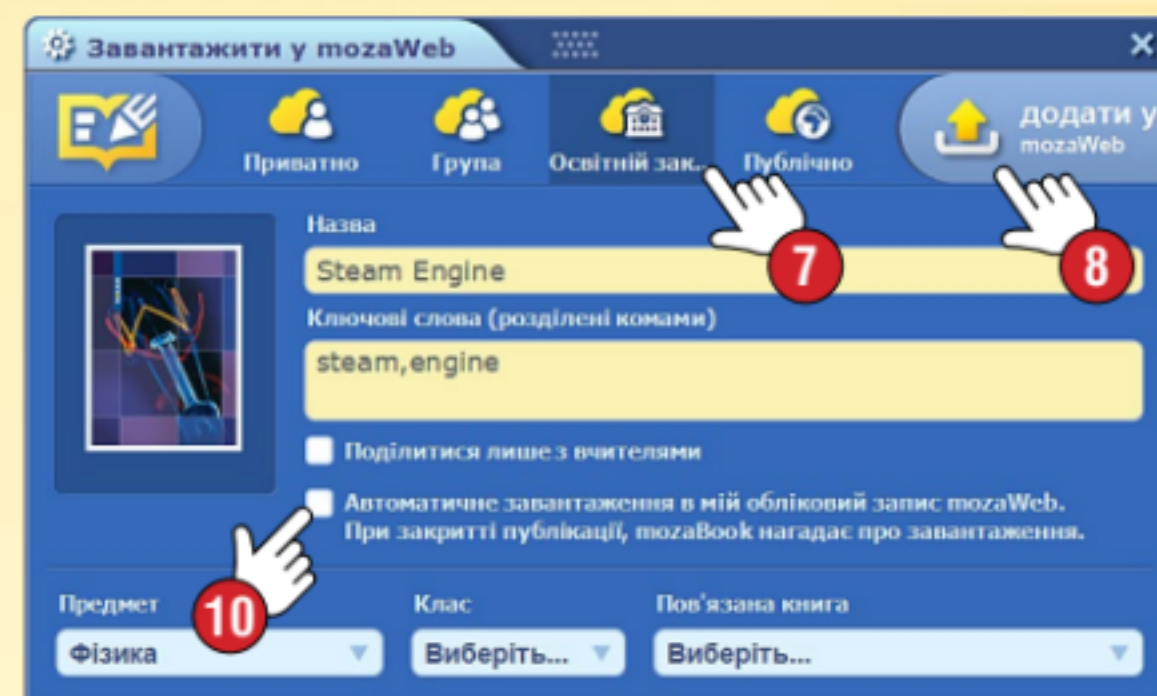 Завантажити у mozaWeb
Приватно
Група
Освітній зак...
Публічно
додати у
mozaWeb
7
8
Назва
Steam Engine
Ключові слова (розділені комами)
steam,engine
Поділитися лише з вчителями
Автоматичне завантаження в мій обліковий запис mozaWeb.
При закритті публікації, mozaBook нагадає про завантаження.
10
Предмет
Клас
Пов'язана книга
Фізика
Виберіть...
Виберіть...